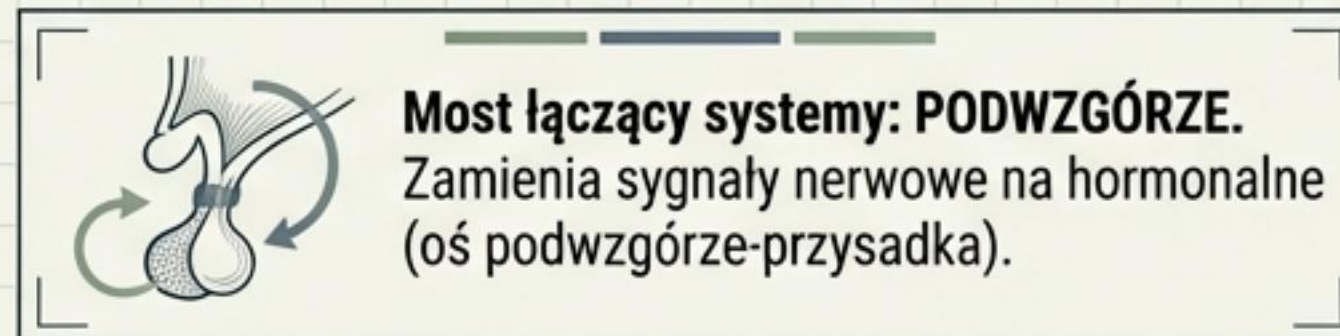 Most łączący systemy: PODWZGÓRZE.
Zamienia sygnały nerwowe na hormonalne
(oś podwzgórze-przysadka).